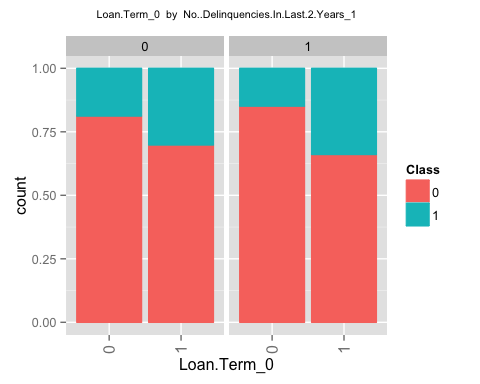 Loan.Term_0 by No..Delinquencies.In.Last.2.Years_1
0 1
1.00
0.75
0.50
0.25
0.00
count
0 1 0 1
Loan.Term_0
Class
0
1